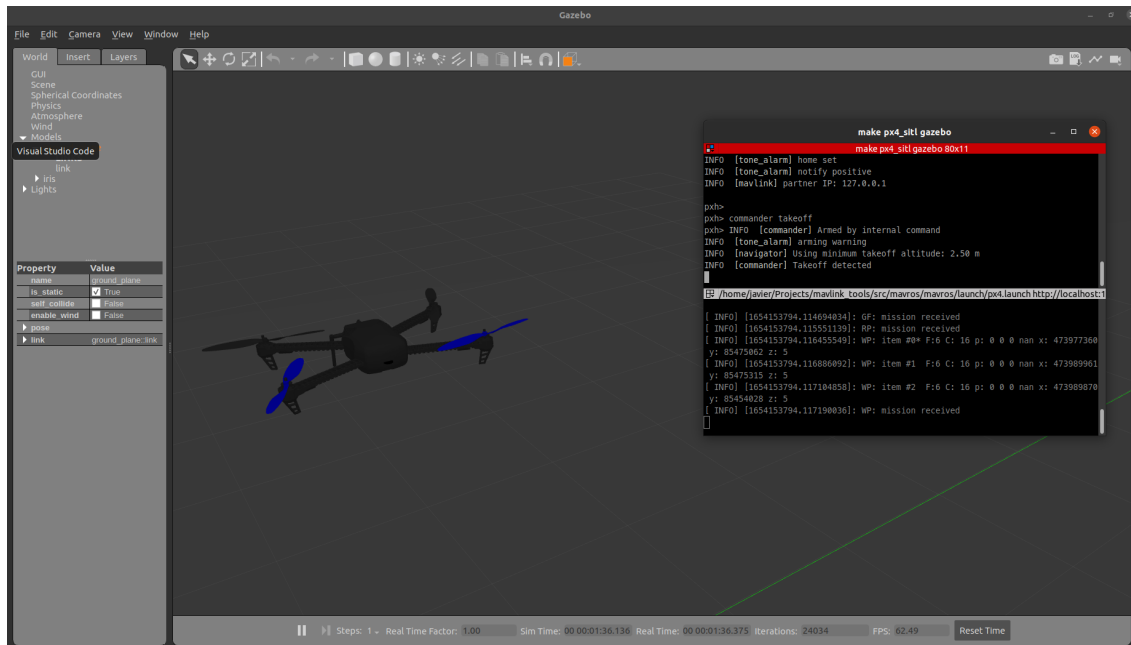 Gazebo
File Edit Camera View Window Help
World Insert Layers
GUI
Scene
Spherical Coordinates
Physics
Atmosphere
Wind
Models
Visual Studio Code
link
iris
Lights
Property Value
name ground_plane
is_static True
self_collide False
enable_wind False
pose
link ground_plane::link
make px4_sitl gazebo
make px4_sitl gazebo 80x11
INFO [tone_alarm] home set
INFO [tone_alarm] notify positive
INFO [mavlink] partner IP: 127.0.0.1
pxh>
pxh> commander takeoff
pxh> INFO [commander] Armed by internal command
INFO [tone_alarm] arming warning
INFO [navigator] Using minimum takeoff altitude: 2.50 m
INFO [commander] Takeoff detected
/home/javier/Projects/mavlink_tools/src/mavros/mavros/launch/px4.launch http://localhost:1
[ INFO] [1654153794.114694034]: GF: mission received
[ INFO] [1654153794.115551139]: RP: mission received
[ INFO] [1654153794.116455549]: WP: item #0* F:6 C: 16 p: 0 0 0 nan x: 473977360
y: 85475062 z: 5
[ INFO] [1654153794.116886092]: WP: item #1 F:6 C: 16 p: 0 0 0 nan x: 473989961
y: 85475315 z: 5
[ INFO] [1654153794.117104858]: WP: item #2 F:6 C: 16 p: 0 0 0 nan x: 473989870
y: 85454028 z: 5
[ INFO] [1654153794.117190036]: WP: mission received
Steps: 1 Real Time Factor: 1.00 Sim Time: 00 00:01:36.136 Real Time: 00 00:01:36.375 Iterations: 24034 FPS: 62.49 Reset Time